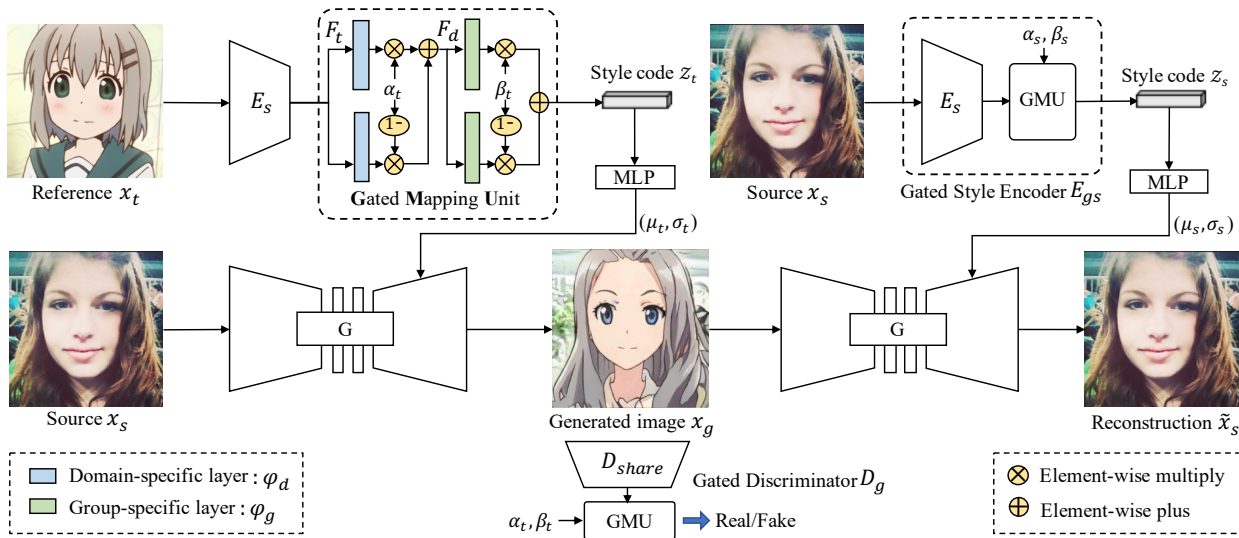 E_s
F_t
α_t
1-
F_d
β_t
1-
Style code z_t
MLP
Reference x_t
Gated Mapping Unit
(μ_t, σ_t)
Source x_s
E_s
α_s, β_s
GMU
Gated Style Encoder E_gs
Style code z_s
MLP
(μ_s, σ_s)
G
G
Source x_s
Generated image x_g
Reconstruction x̃_s
Domain-specific layer : φ_d
Group-specific layer : φ_g
D_share
Gated Discriminator D_g
α_t, β_t
GMU
Real/Fake
Element-wise multiply
Element-wise plus